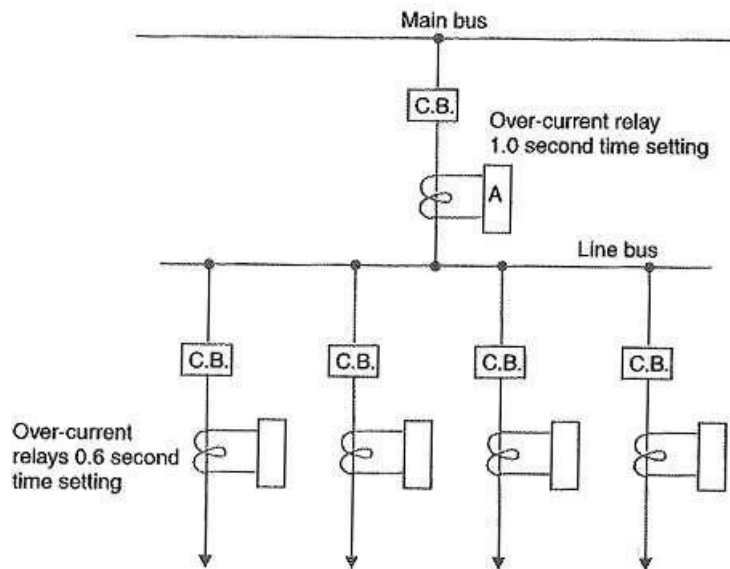 Main bus
C.B.
Over-current relay
1.0 second time setting
A
Line bus
C.B.
C.B.
C.B.
C.B.
Over-current
relays 0.6 second
time setting